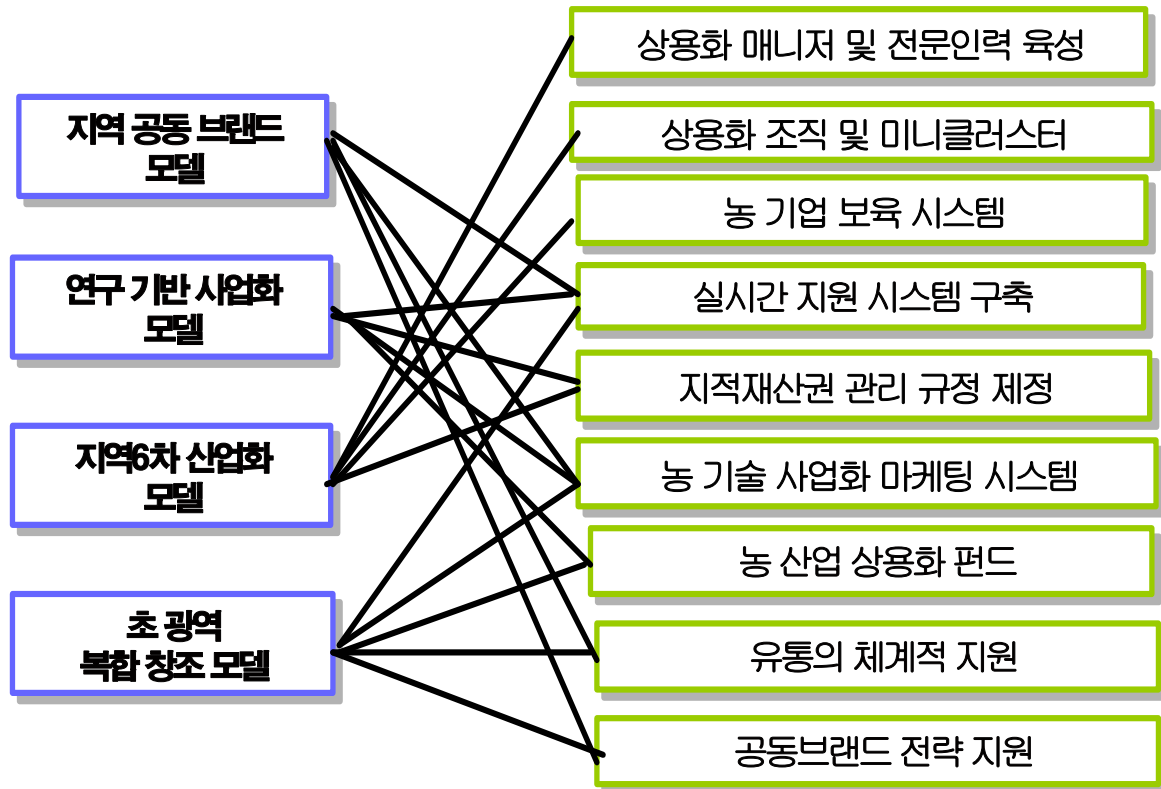 지역 공동 브랜드
모델
연구 기반 사업화
모델
지역6차 산업화
모델
초 광역
복합 창조 모델
상용화 매니저 및 전문인력 육성
상용화 조직 및 미니클러스터
농 기업 보육 시스템
실시간 지원 시스템 구축
지적재산권 관리 규정 제정
농 기술 사업화 마케팅 시스템
농 산업 상용화 펀드
유통의 체계적 지원
공동브랜드 전략 지원